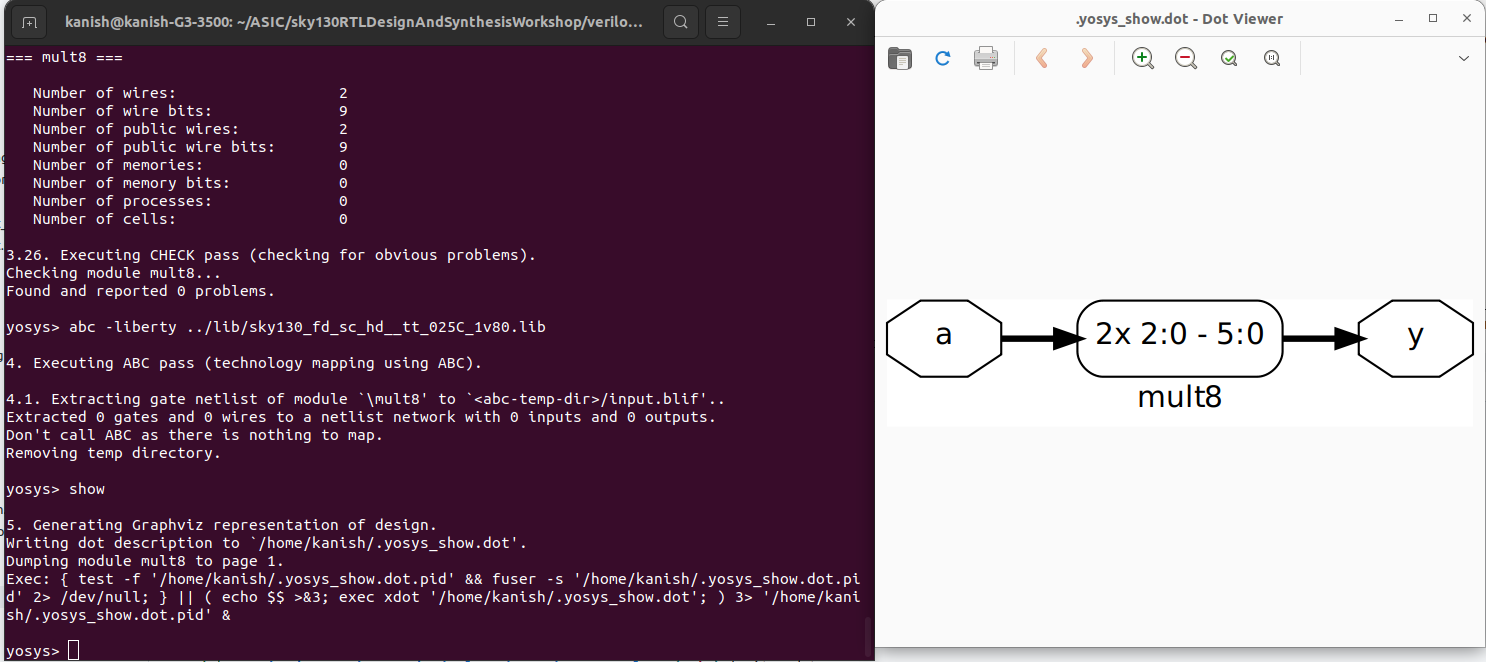 kanish@kanish-G3-3500: ~/ASIC/sky130RTLDesignAndSynthesisWorkshop/verilo...
=== mult8 ===
Number of wires: 2
Number of wire bits: 9
Number of public wires: 2
Number of public wire bits: 9
Number of memories: 0
Number of memory bits: 0
Number of processes: 0
Number of cells: 0
3.26. Executing CHECK pass (checking for obvious problems).
Checking module mult8...
Found and reported 0 problems.
yosys> abc -liberty ../lib/sky130_fd_sc_hd__tt_025C_1v80.lib
4. Executing ABC pass (technology mapping using ABC).
4.1. Extracting gate netlist of module `\mult8' to `<abc-temp-dir>/input.blif'..
Extracted 0 gates and 0 wires to a netlist network with 0 inputs and 0 outputs.
Don't call ABC as there is nothing to map.
Removing temp directory.
yosys> show
5. Generating Graphviz representation of design.
Writing dot description to `/home/kanish/.yosys_show.dot'.
Dumping module mult8 to page 1.
Exec: { test -f '/home/kanish/.yosys_show.dot.pid' && fuser -s '/home/kanish/.yosys_show.dot.pi
d' 2> /dev/null; } || ( echo $$ >&3; exec xdot '/home/kanish/.yosys_show.dot'; ) 3> '/home/kani
sh/.yosys_show.dot.pid' &
yosys>
.yosys_show.dot - Dot Viewer
a
2x 2:0 - 5:0
y
mult8